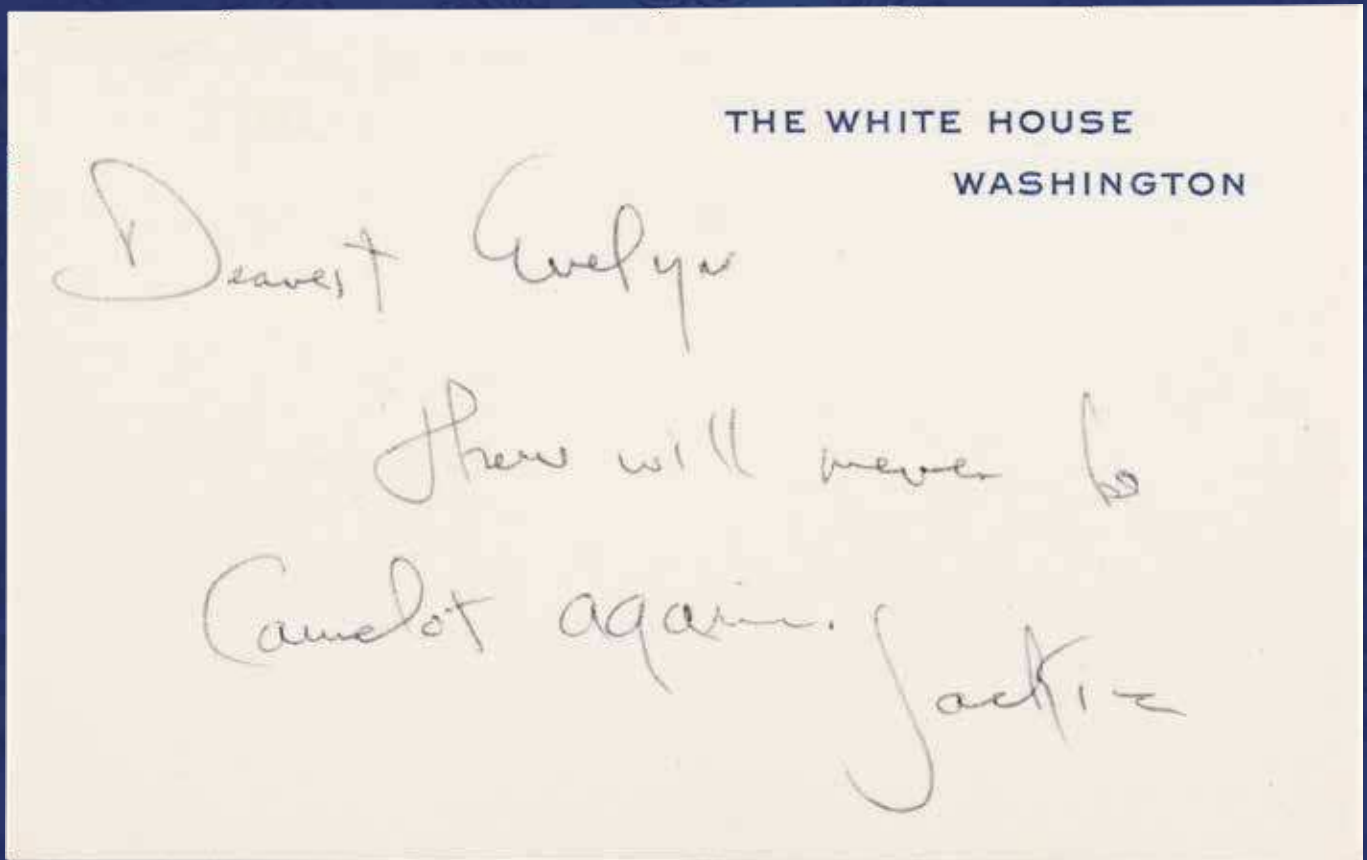 THE WHITE HOUSE
WASHINGTON
Dearest Evelyn
there will never be
Camelot again.
Jackie